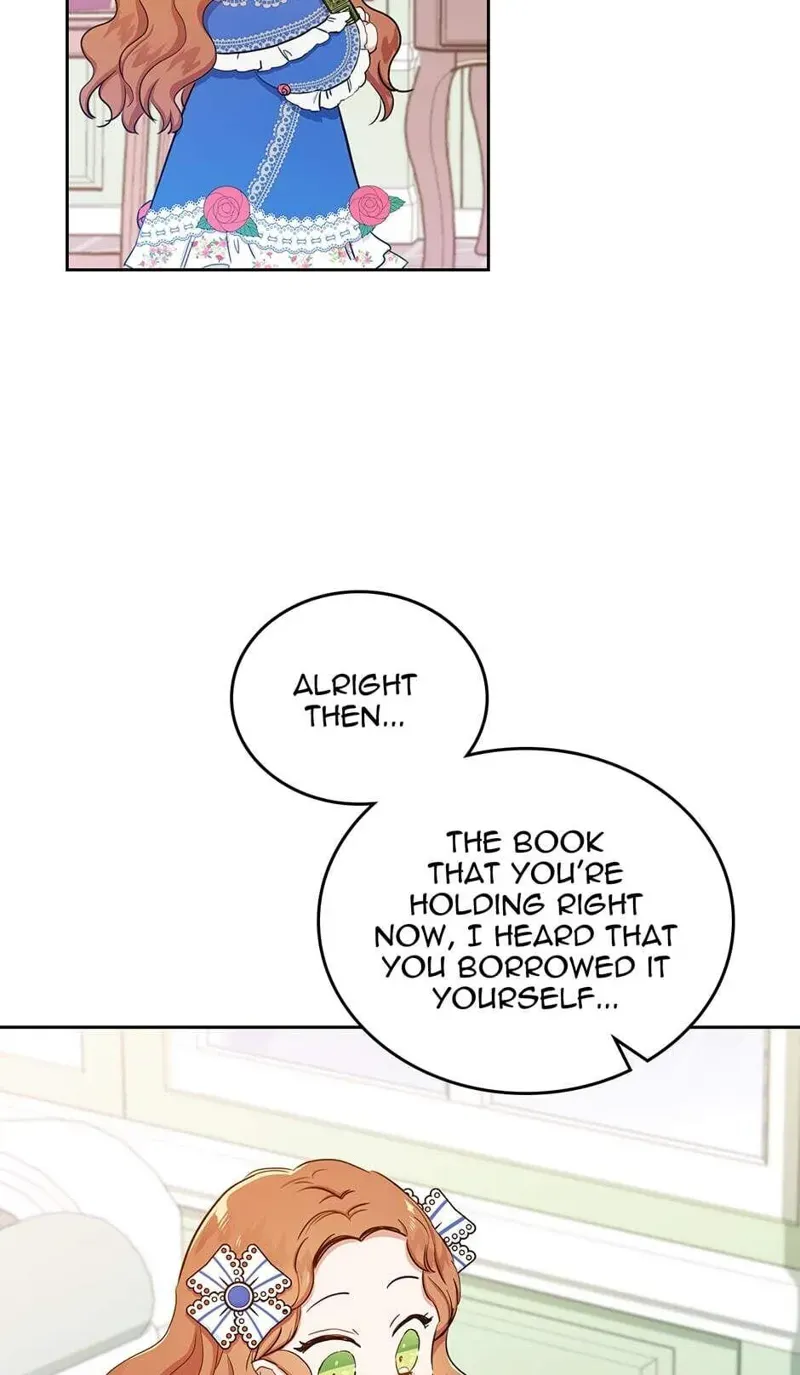 ALRIGHT
THEN...
THE BOOK
THAT YOU'RE
HOLDING RIGHT
NOW, I HEARD THAT
YOU BORROWED IT
YOURSELF...